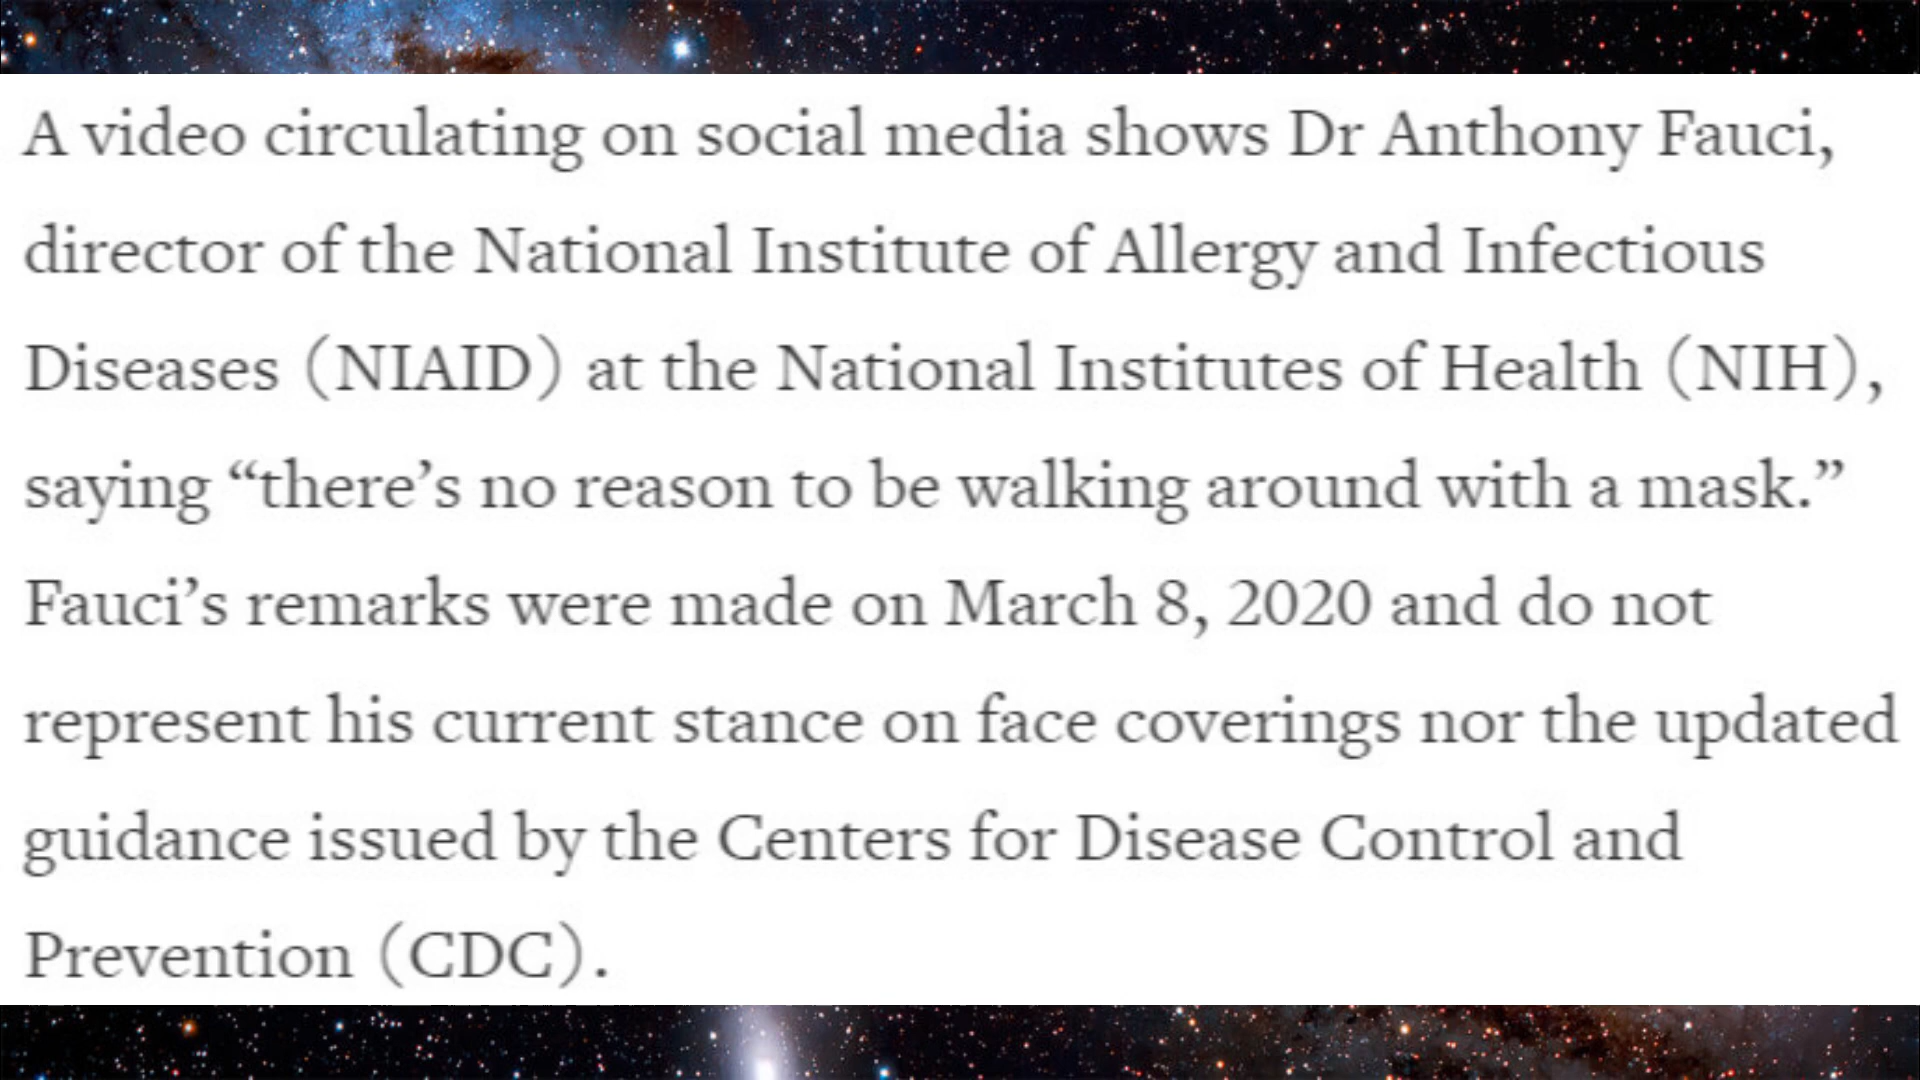 A video circulating on social media shows Dr Anthony Fauci,
director of the National Institute of Allergy and Infectious
Diseases (NIAID) at the National Institutes of Health (NIH),
saying “there’s no reason to be walking around with a mask.”
Fauci’s remarks were made on March 8, 2020 and do not
represent his current stance on face coverings nor the updated
guidance issued by the Centers for Disease Control and
Prevention (CDC).